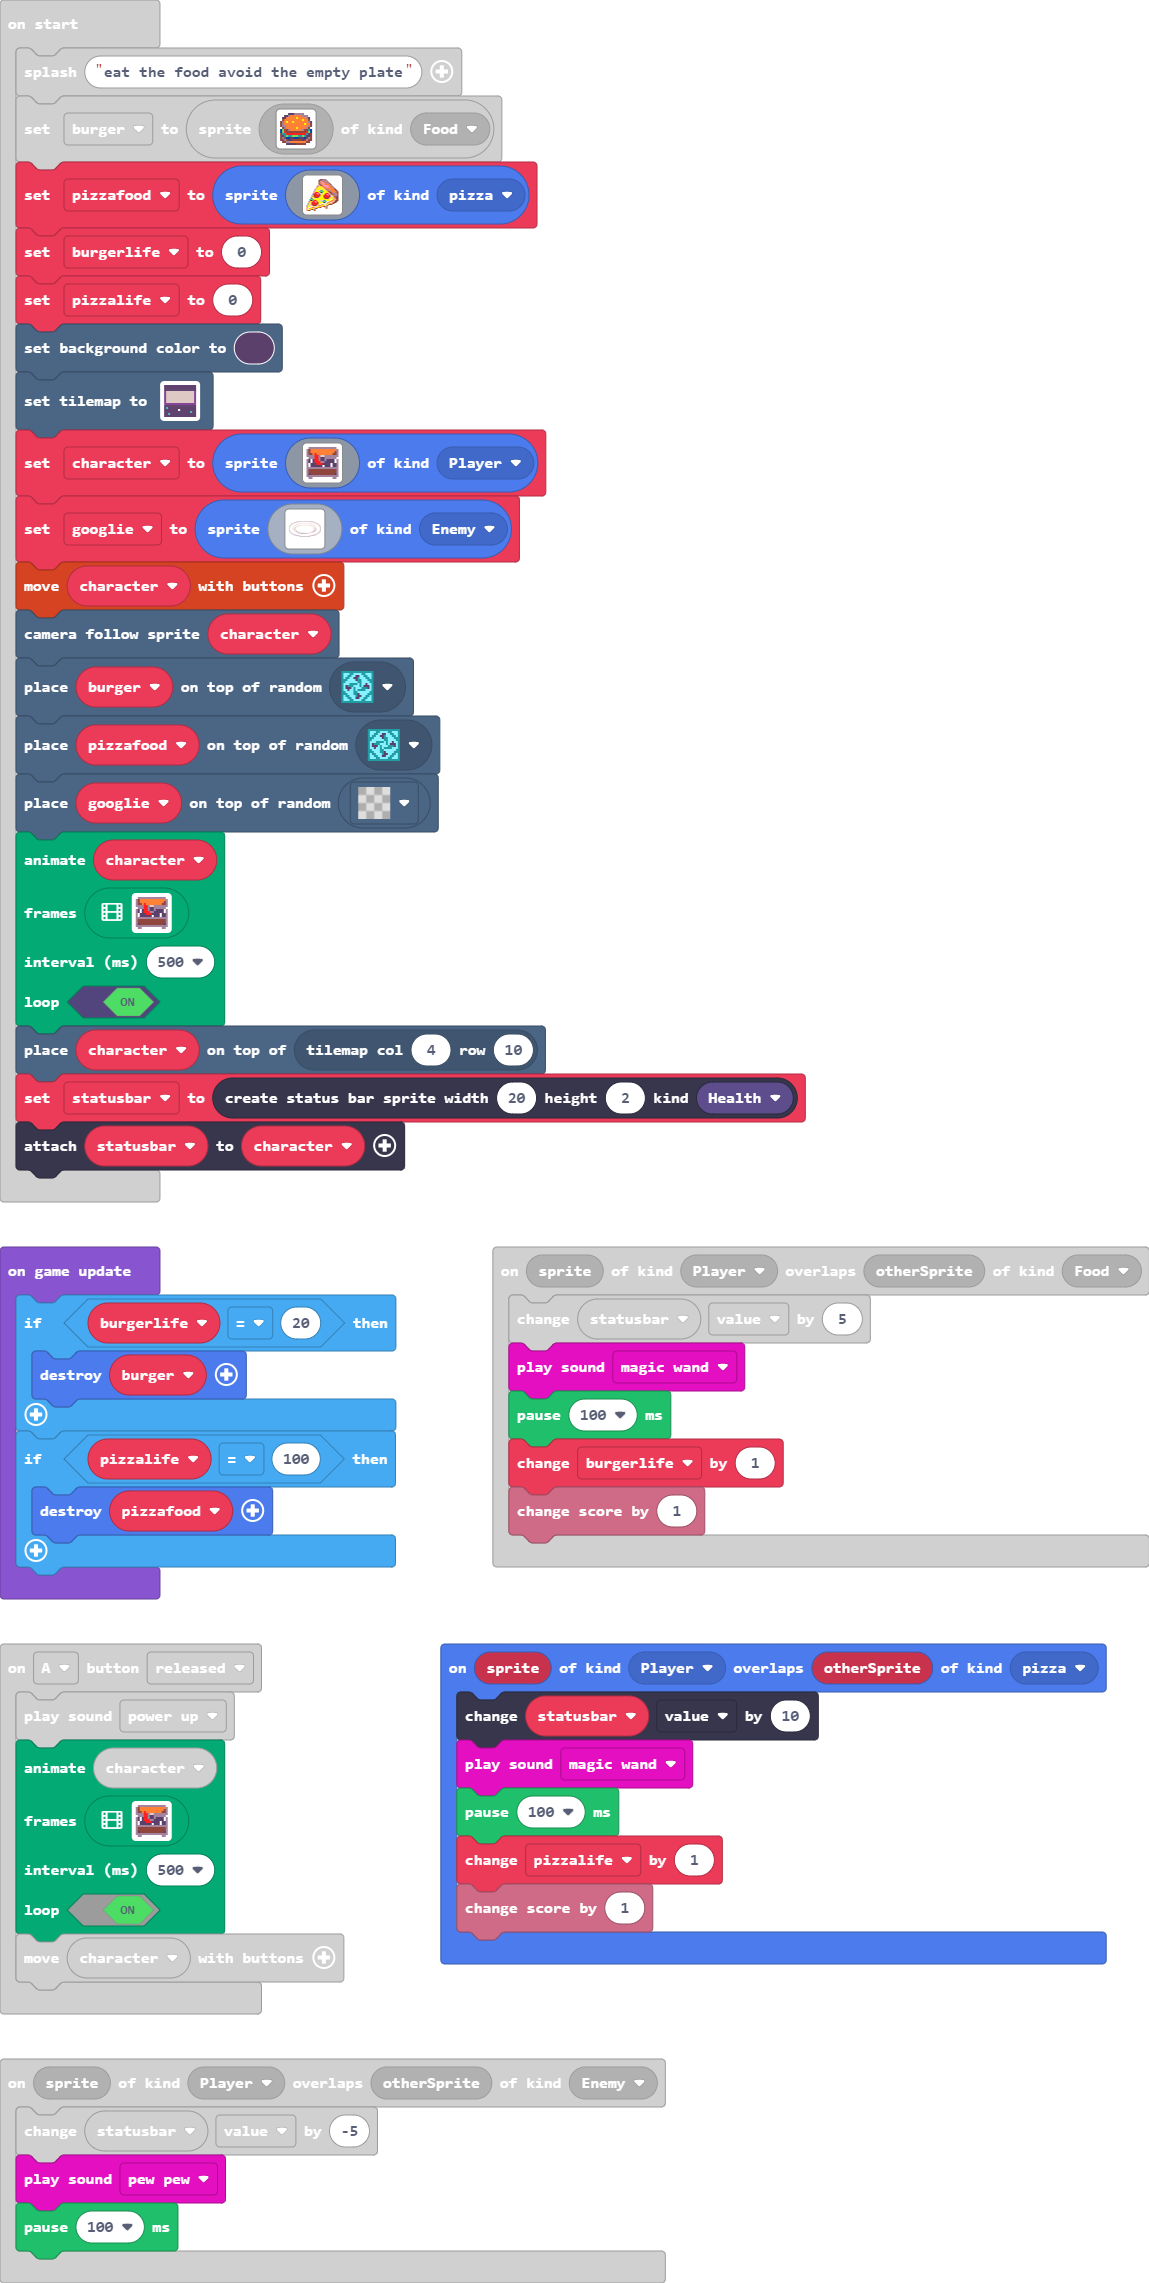 on start
splash "eat the food avoid the empty plate"
set burger to sprite of kind Food
set pizzafood to sprite of kind pizza
set burgerlife to 0
set pizzalife to 0
set background color to
set tilemap to
set character to sprite of kind Player
set googlie to sprite of kind Enemy
move character with buttons
camera follow sprite character
place burger on top of random
place pizzafood on top of random
place googlie on top of random
animate character
frames
interval (ms) 500
loop ON
place character on top of tilemap col 4 row 10
set statusbar to create status bar sprite width 20 height 2 kind Health
attach statusbar to character
on game update
if burgerlife = 20 then
destroy burger
if pizzalife = 100 then
destroy pizzafood
on sprite of kind Player overlaps otherSprite of kind Food
change statusbar value by 5
play sound magic wand
pause 100 ms
change burgerlife by 1
change score by 1
on A button released
play sound power up
animate character
frames
interval (ms) 500
loop ON
move character with buttons
on sprite of kind Player overlaps otherSprite of kind pizza
change statusbar value by 10
play sound magic wand
pause 100 ms
change pizzalife by 1
change score by 1
on sprite of kind Player overlaps otherSprite of kind Enemy
change statusbar value by -5
play sound pew pew
pause 100 ms